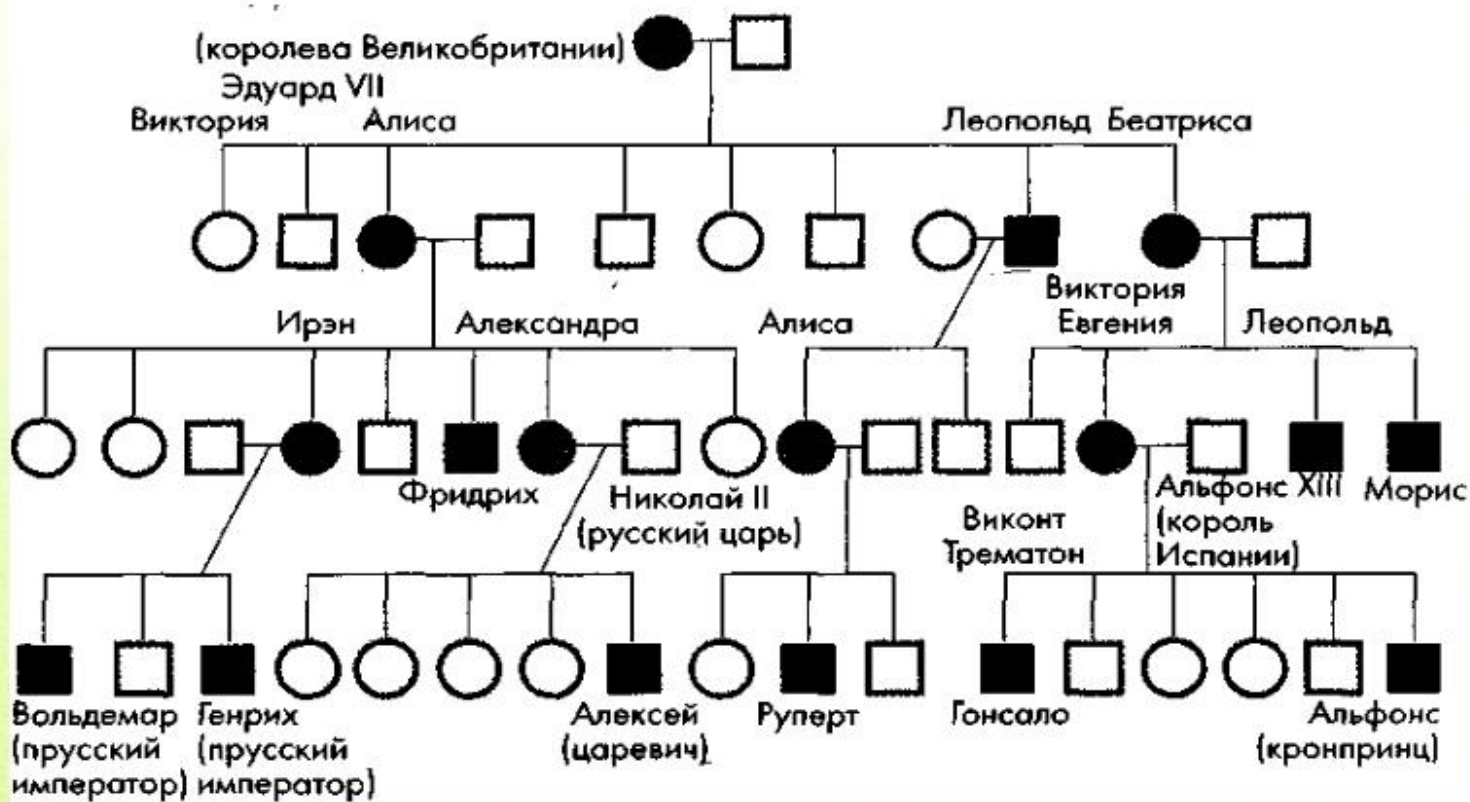 (королева Великобритании)
Эдуард VII
Виктория Алиса Леопольд Беатриса
Виктория
Ирэн Александра Алиса Евгения Леопольд
Фридрих Николай II Альфонс XIII Морис
(русский царь) Виконт (король
Трематон Испании)
Вольдемар Генрих Алексей Руперт Гонсало Альфонс
(прусский (прусский (царевич) (кронпринц)
император) император)